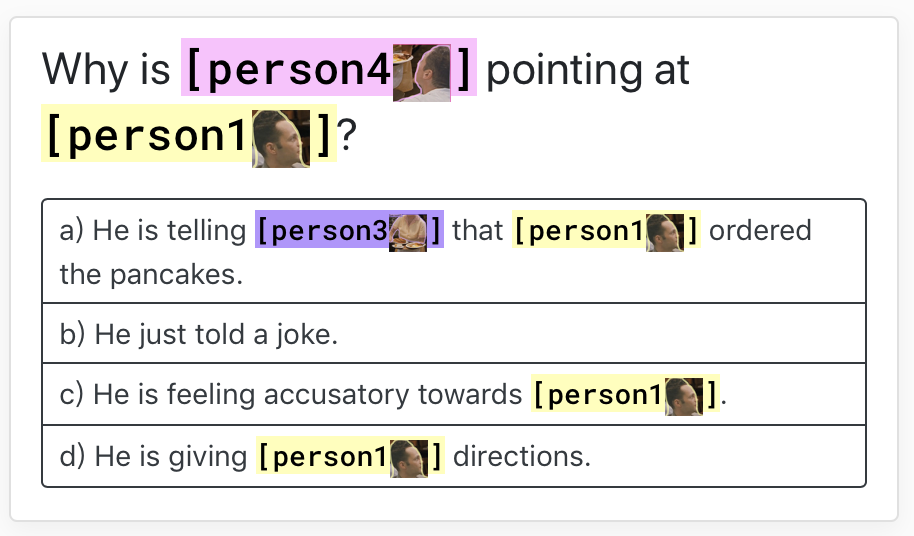 Why is [person4] pointing at
[person1]?
a) He is telling [person3] that [person1] ordered
the pancakes.
b) He just told a joke.
c) He is feeling accusatory towards [person1].
d) He is giving [person1] directions.